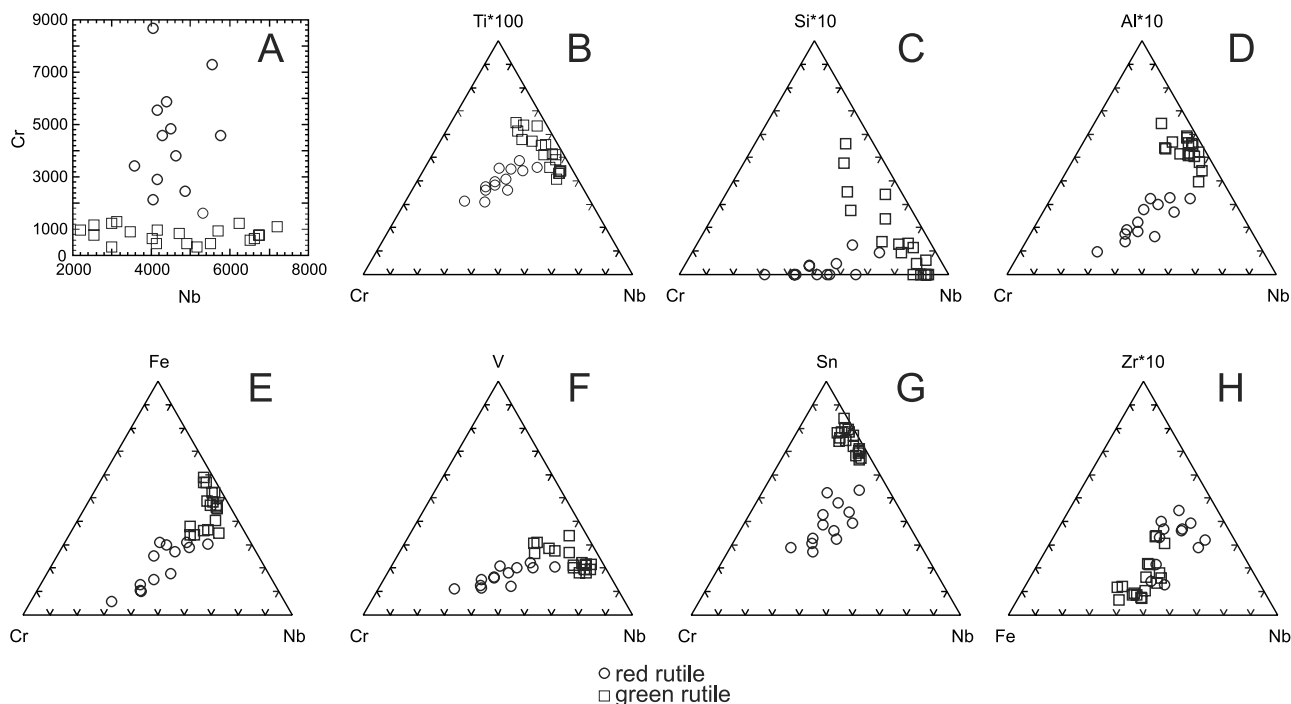 A
9000
7000
5000
3000
1000
0
Cr
2000
4000
6000
8000
Nb
Ti*100
B
Cr
Nb
Si*10
C
Cr
Nb
Al*10
D
Cr
Nb
Fe
E
Cr
Nb
V
F
Cr
Nb
Sn
G
Cr
Nb
Zr*10
H
Fe
Nb
red rutile
green rutile